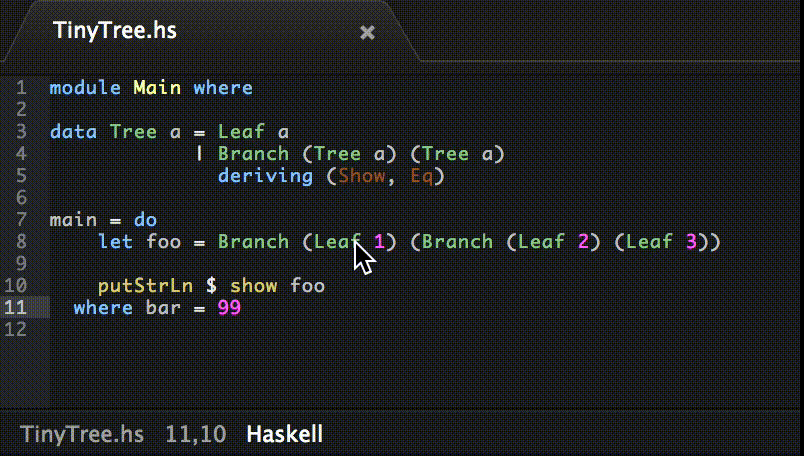 TinyTree.hs ×
1 module Main where
2
3 data Tree a = Leaf a
4             | Branch (Tree a) (Tree a)
5               deriving (Show, Eq)
6
7 main = do
8     let foo = Branch (Leaf 1) (Branch (Leaf 2) (Leaf 3))
9
10     putStrLn $ show foo
11   where bar = 99
12
TinyTree.hs 11,10 Haskell